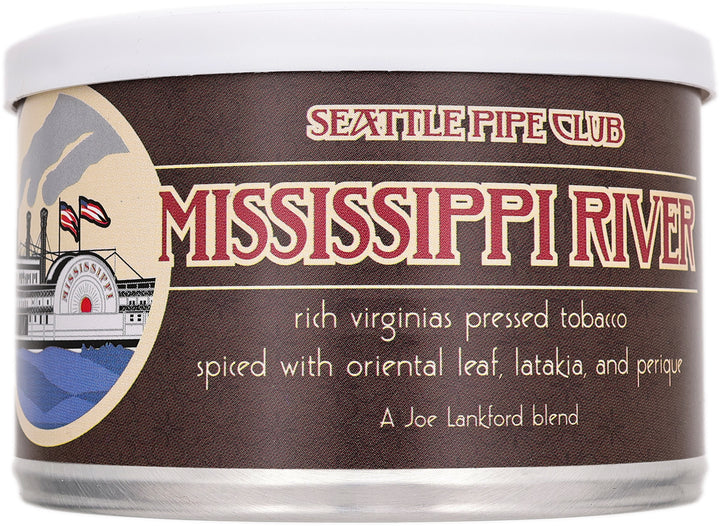 SEATTLE PIPE CLUB
MISSISSIPPI RIVER
MISSISSIPPI
rich virginias pressed tobacco
spiced with oriental leaf, latakia, and perique
A Joe Lankford blend